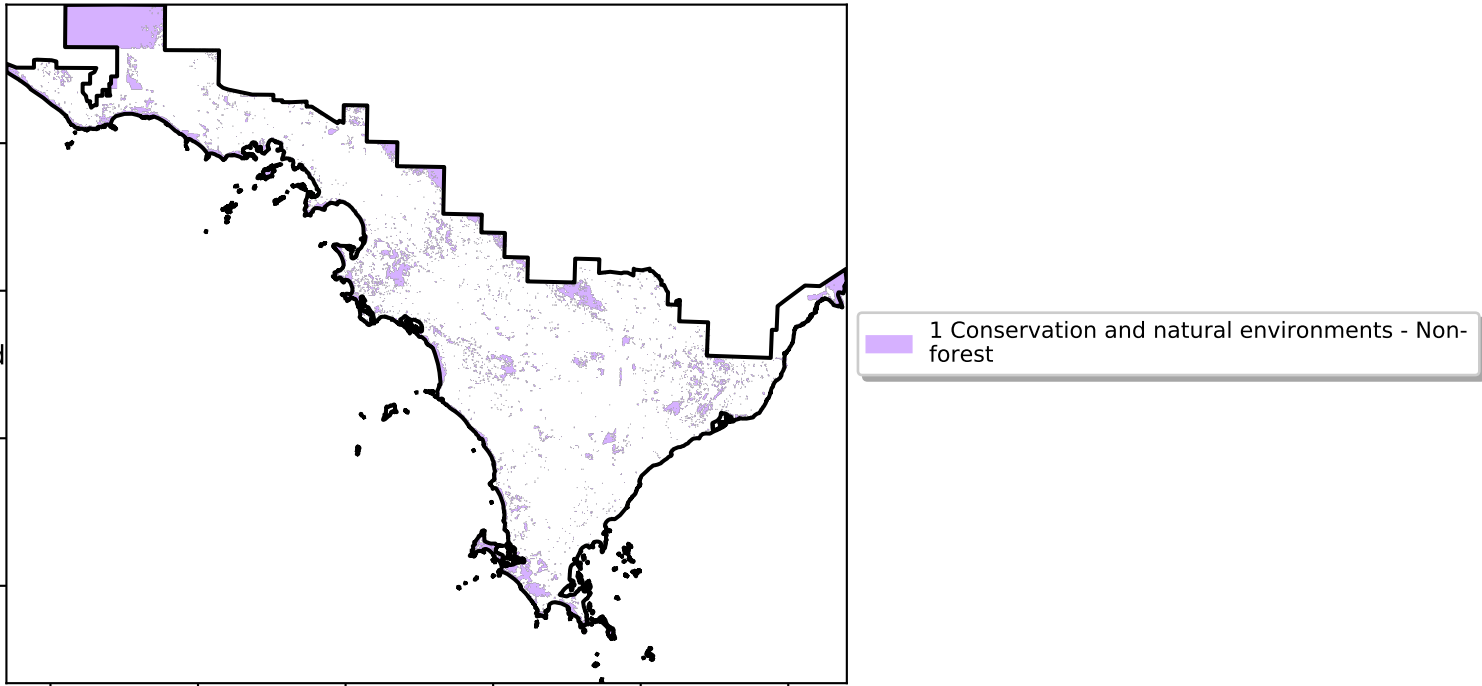 1 Conservation and natural environments - Non-
forest